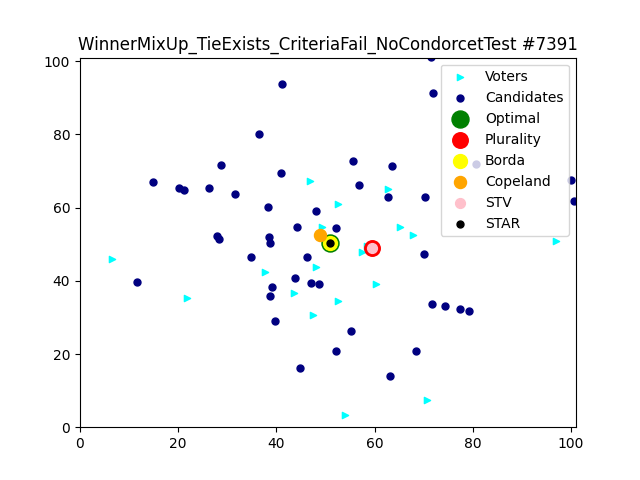 WinnerMixUp_TieExists_CriteriaFail_NoCondorcetTest #7391
100
80
60
40
20
0
0
20
40
60
80
100
Voters
Candidates
Optimal
Plurality
Borda
Copeland
STV
STAR